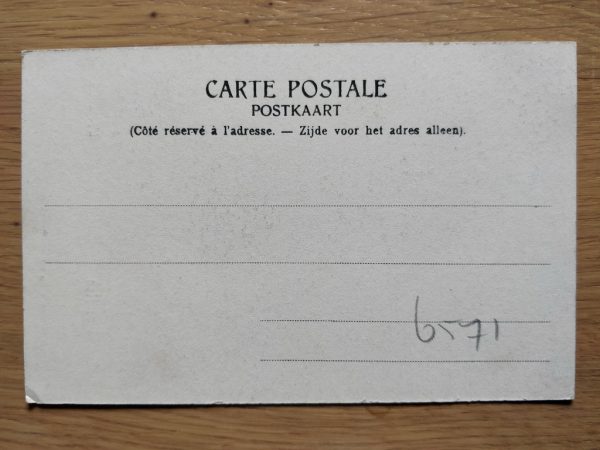 CARTE POSTALE
POSTKAART
(Côté réservé à l'adresse. — Zijde voor het adres alleen).
6571